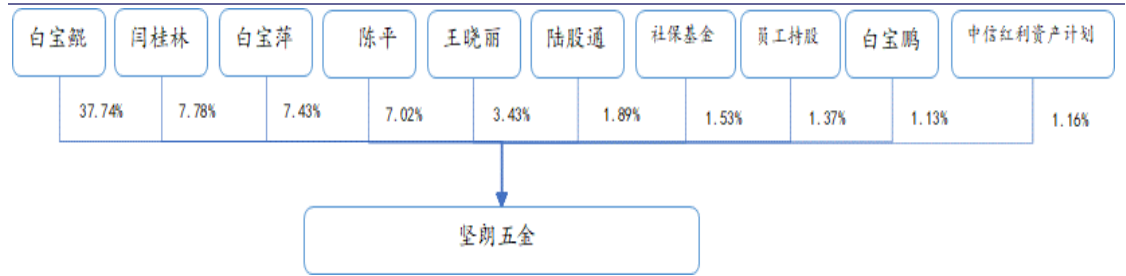 白宝鲲 闫桂林 白宝萍 陈平 王晓丽 陆股通 社保基金 员工持股 白宝鹏 中信红利资产计划
37.74% 7.78% 7.43% 7.02% 3.43% 1.89% 1.53% 1.37% 1.13% 1.16%
坚朗五金